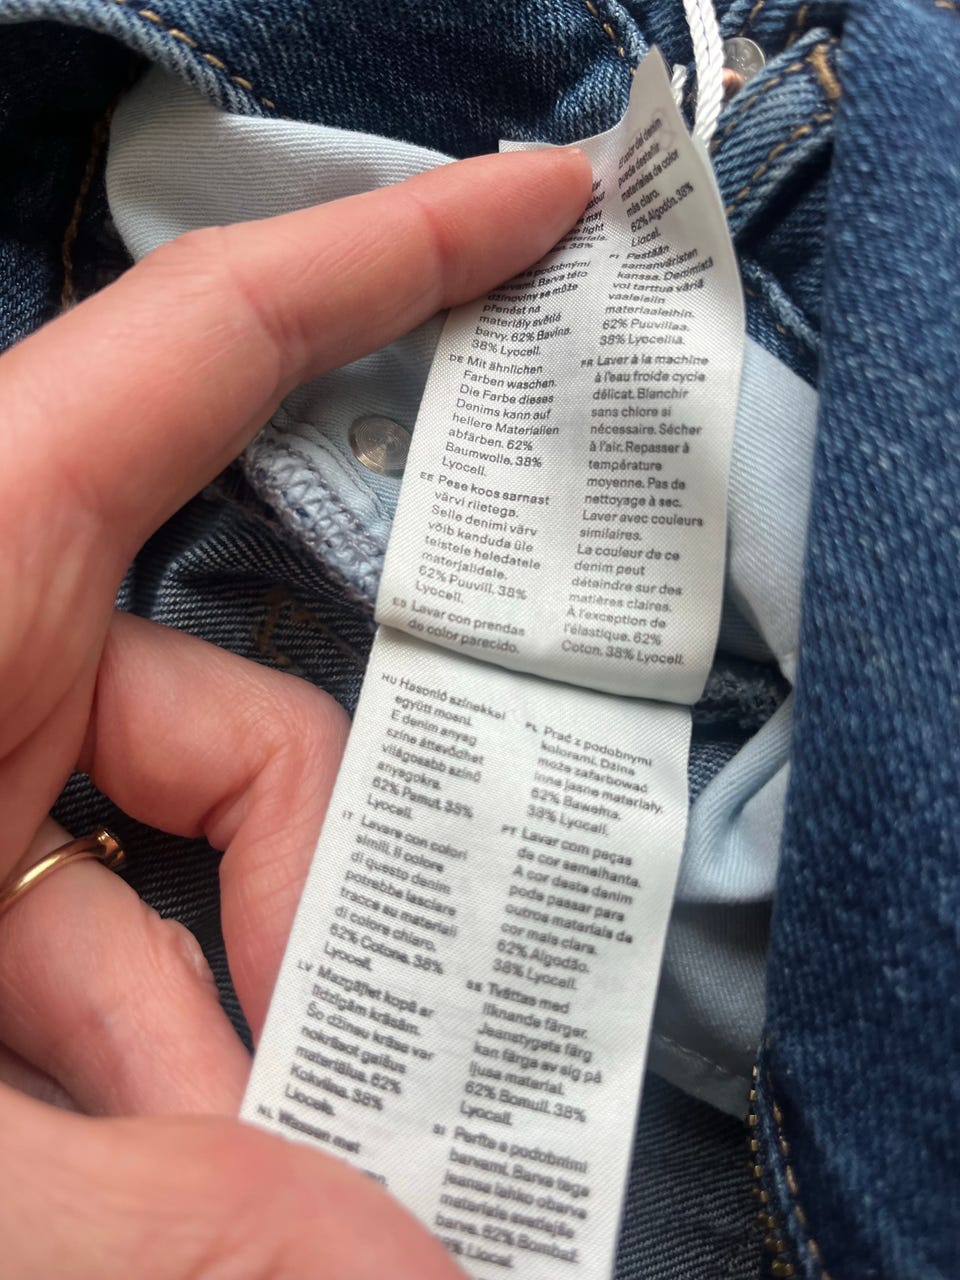 may
light
38%
a podobnými
barvami. Barva této
džínoviny se může
přenést na
materiály světlé
barvy. 62% Bavlna.
38% Lyocell.
DE Mit ähnlichen
Farben waschen.
Die Farbe dieses
Denims kann auf
hellere Materialien
abfärben. 62%
Baumwolle. 38%
Lyocell.
EE Pese koos sarnast
värvi riietega.
Selle denimi värv
võib kanduda üle
teistele heledatele
materjalidele.
62% Puuvill. 38%
Lyocell.
ES Lavar con prendas
de color parecido.
El color del denim
puede desteñir
materiales de color
más claro.
62% Algodón. 38%
Liocel.
FI Pestään
samanväristen
kanssa. Denimistä
voi tarttua väriä
vaaleisiin
materiaaleihin.
62% Puuvillaa.
38% Lyocellia.
FR Laver à la machine
à l'eau froide cycle
délicat. Blanchir
sans chlore si
nécessaire. Sécher
à l'air. Repasser à
température
moyenne. Pas de
nettoyage à sec.
Laver avec couleurs
similaires.
La couleur de ce
denim peut
déteindre sur des
matières claires.
À l'exception de
l'élastique. 62%
Coton. 38% Lyocell.
HU Hasonló színekkel
együtt mosni.
E denim anyag
színe áttevődhet
világosabb színű
anyagokra.
62% Pamut. 38%
Lyocell.
IT Lavare con colori
simili. Il colore
di questo denim
potrebbe lasciare
tracce su materiali
di colore chiaro.
62% Cotone. 38%
Lyocell.
LV Mazgājiet kopā ar
līdzīgām krāsām.
Šo džinsu krāsa var
nokrāsot gaišus
materiālus. 62%
Kokvilna. 38%
Liocels.
NL Wassen met
PL Prać z podobnymi
kolorami. Dżins
może zafarbować
inne jasne materiały.
62% Bawełna.
38% Lyocell.
PT Lavar com peças
de cor semelhante.
A cor deste denim
pode passar para
outros materiais de
cor mais clara.
62% Algodão.
38% Lyocell.
SE Tvättas med
liknande färger.
Jeanstygets färg
kan färga av sig på
ljusa material.
62% Bomull. 38%
Lyocell.
SI Perite s podobnimi
barvami. Barva tega
jeansa lahko obarva
materiale svetlejše
barve. 62% Bombaž.
Liocel.